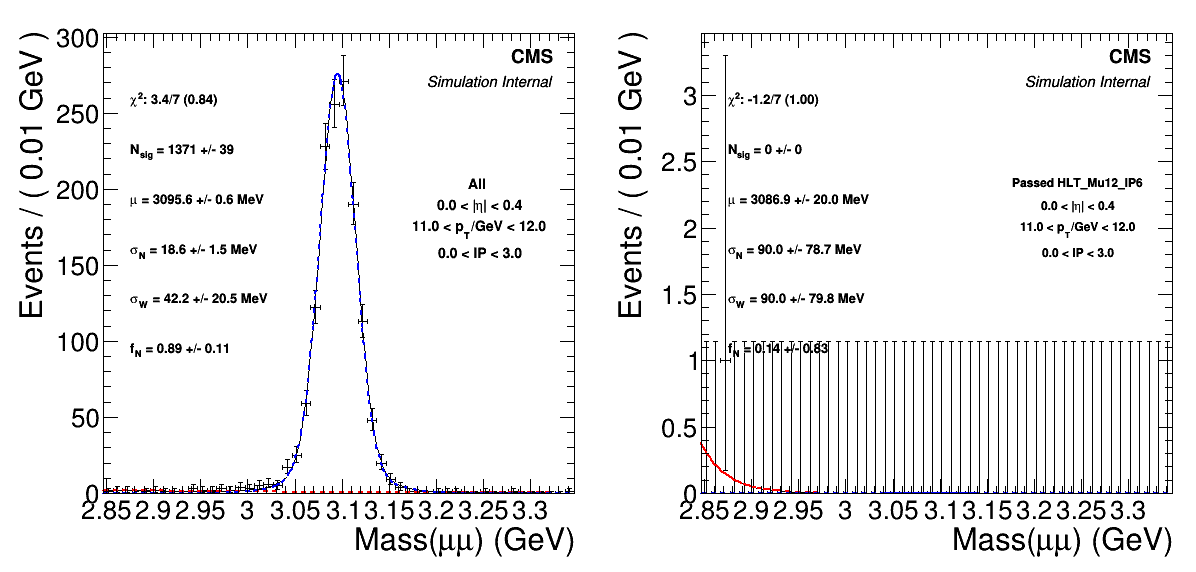 Events / ( 0.01 GeV )
300
250
200
150
100
50
0
CMS
Simulation Internal
χ²: 3.4/7 (0.84)
N_sig = 1371 +/- 39
μ = 3095.6 +/- 0.6 MeV
σ_N = 18.6 +/- 1.5 MeV
σ_W = 42.2 +/- 20.5 MeV
f_N = 0.89 +/- 0.11
All
0.0 < |η| < 0.4
11.0 < p_T/GeV < 12.0
0.0 < IP < 3.0
2.85 2.9 2.95 3 3.05 3.1 3.15 3.2 3.25 3.3
Mass(μμ) (GeV)
Events / ( 0.01 GeV )
3
2.5
2
1.5
1
0.5
0
CMS
Simulation Internal
χ²: -1.2/7 (1.00)
N_sig = 0 +/- 0
μ = 3086.9 +/- 20.0 MeV
σ_N = 90.0 +/- 78.7 MeV
σ_W = 90.0 +/- 79.8 MeV
f_N = 0.14 +/- 0.83
Passed HLT_Mu12_IP6
0.0 < |η| < 0.4
11.0 < p_T/GeV < 12.0
0.0 < IP < 3.0
2.85 2.9 2.95 3 3.05 3.1 3.15 3.2 3.25 3.3
Mass(μμ) (GeV)